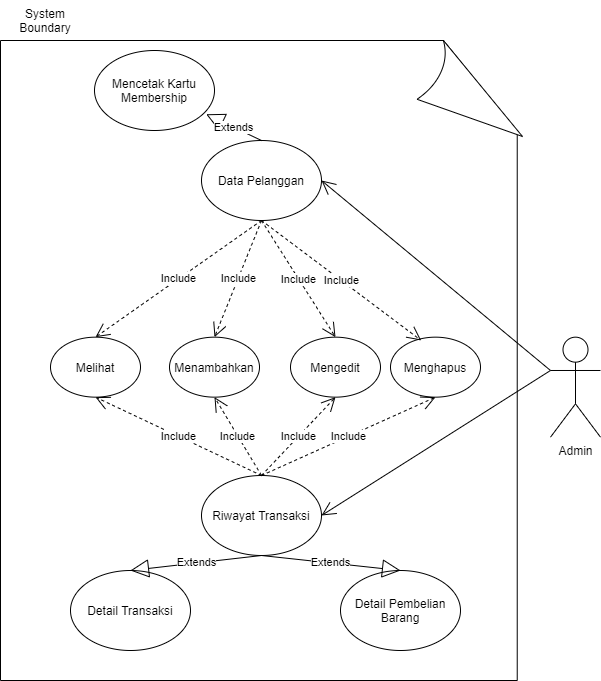 System
Boundary
Mencetak Kartu
Membership
Extends
Data Pelanggan
Include
Include
Include
Include
Melihat
Menambahkan
Mengedit
Menghapus
Admin
Include
Include
Include
Include
Riwayat Transaksi
Extends
Extends
Detail Transaksi
Detail Pembelian
Barang